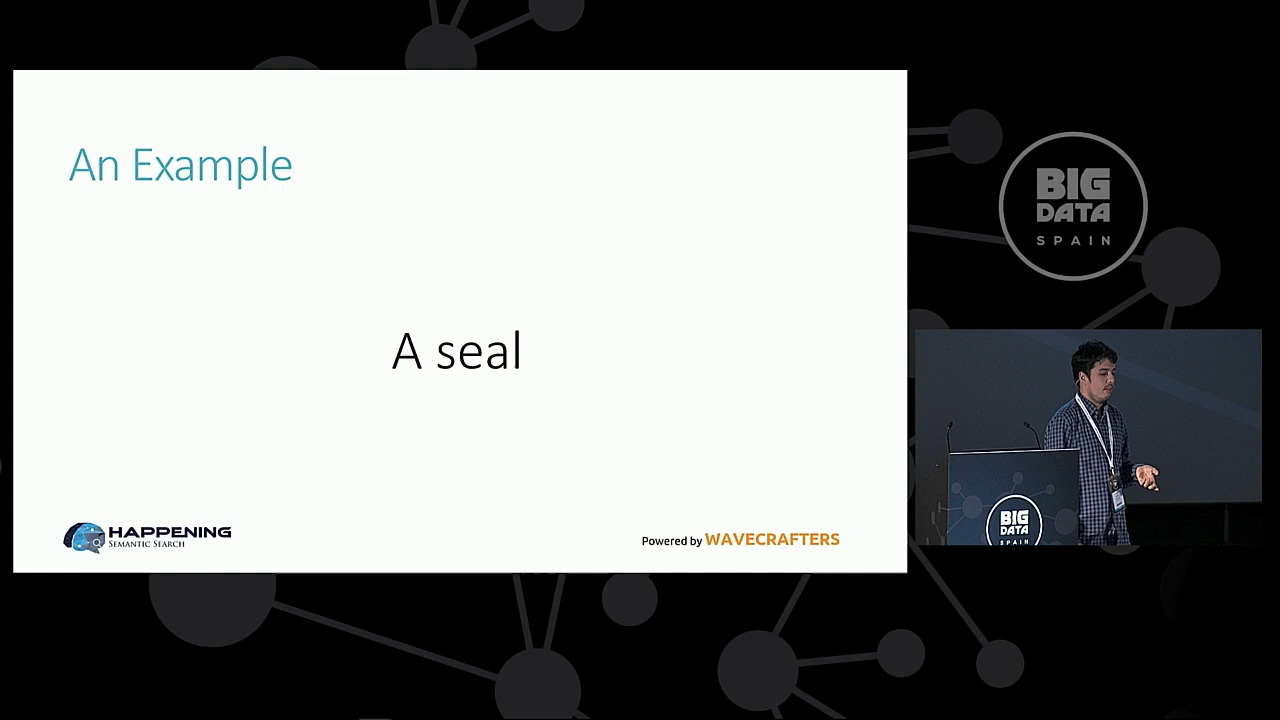 An Example
A seal
HAPPENING
SEMANTIC SEARCH
Powered by WAVECRAFTERS
BIG
DATA
SPAIN
BIG
DATA
SPAIN